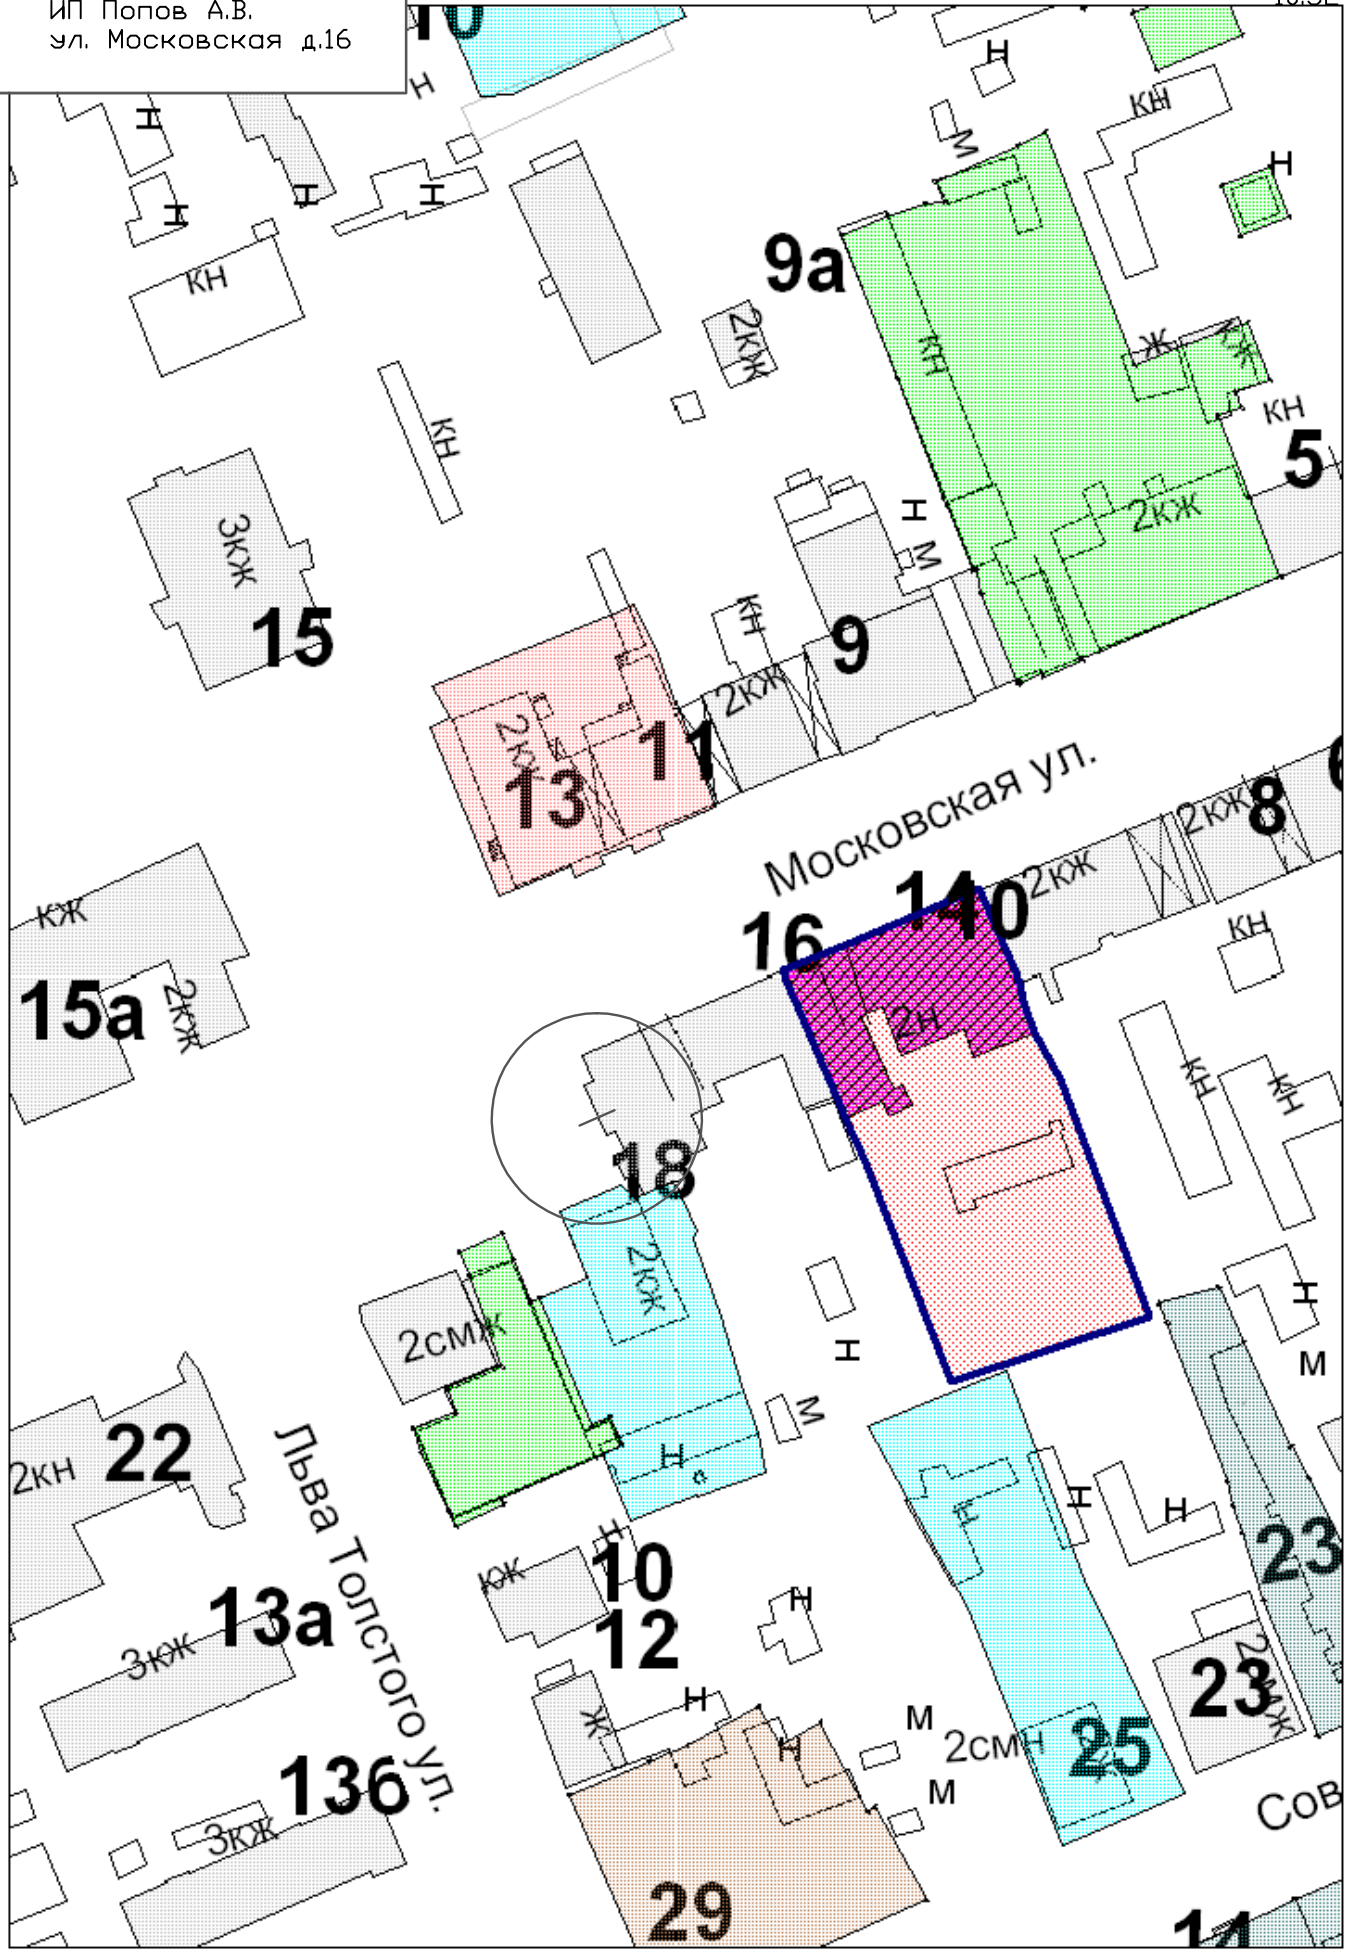 ИП Попов А.В.
ул. Московская д.16
Н
Н
КН
М
Н
Н
Н
Н
Н
9а
КН
2КЖ
КН
Ж
КЖ
КН
5
КН
3КЖ
2КЖ
Н
М
15
КН
9
2КЖ
2КЖ
11
13
Московская ул.
2КЖ
8
6
КЖ
2КЖ
14
10
16
КН
15а
2КЖ
2Н
КН
КН
18
2КЖ
Н
2СМЖ
Н
М
М
22
2КН
Льва Толстого ул.
Н
Н
Н
Н
23
Н
10
12
КЖ
Н
13а
3КЖ
23
2СМЖ
Ж
Н
Н
М
2СМН
25
М
13б
3КЖ
29
Сов
14